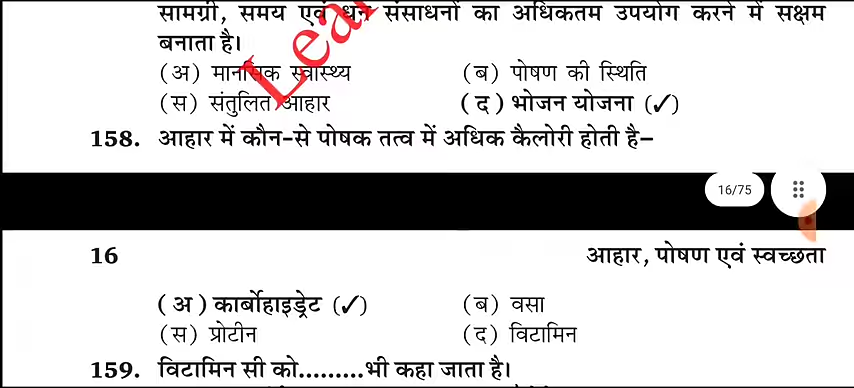 सामग्री, समय एवं धन संसाधनों का अधिकतम उपयोग करने में सक्षम
बनाता है।
(अ) मानसिक स्वास्थ्य (ब) पोषण की स्थिति
(स) संतुलित आहार (द) भोजन योजना (✓)
158. आहार में कौन-से पोषक तत्व में अधिक कैलोरी होती है–
16/75
16 आहार, पोषण एवं स्वच्छता
(अ) कार्बोहाइड्रेट (✓) (ब) वसा
(स) प्रोटीन (द) विटामिन
159. विटामिन सी को.........भी कहा जाता है।
Lea